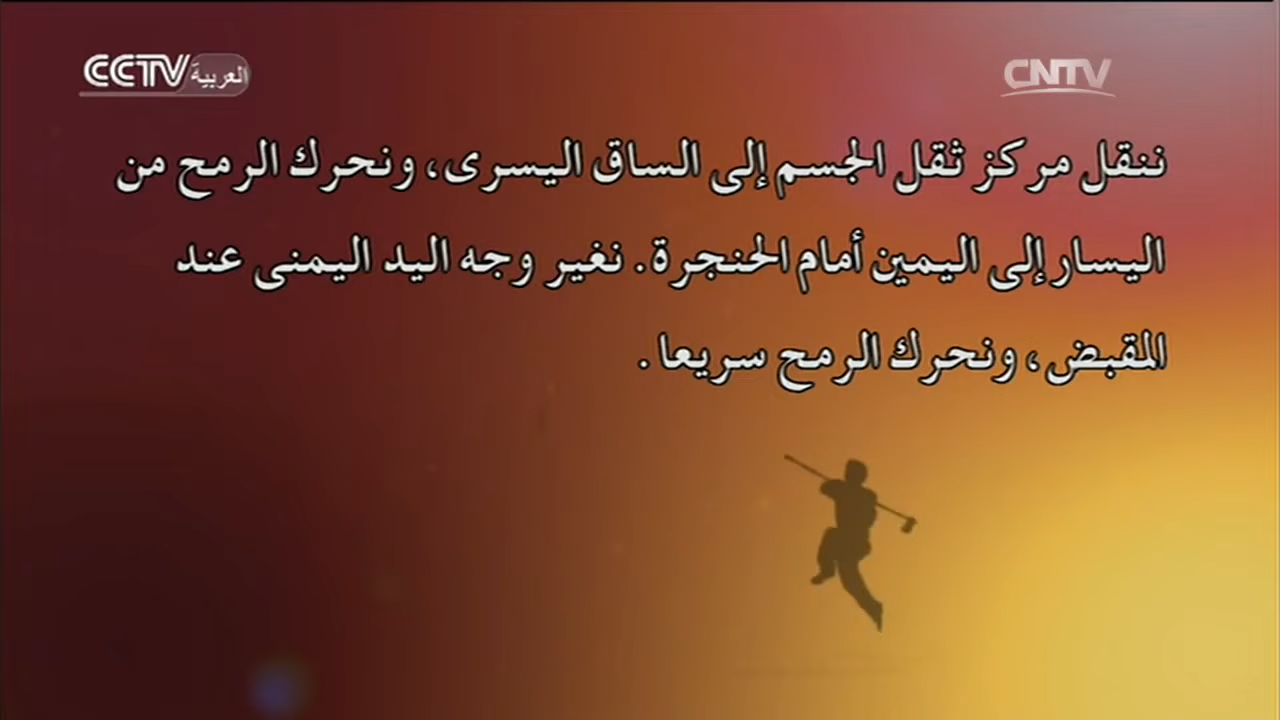 CCTV العربية
CNTV
ننقل مركز ثقل الجسم إلى الساق اليسرى، ونحرك الرمح من
اليسار إلى اليمين أمام الحنجرة. نغير وجه اليد اليمنى عند
المقبض، ونحرك الرمح سريعا.